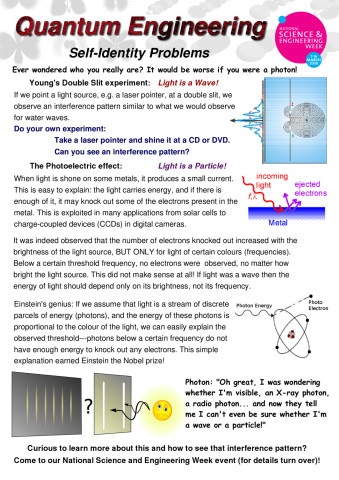 Quantum Engineering
NATIONAL
SCIENCE &
ENGINEERING
WEEK
Self-Identity Problems
Ever wondered who you really are? It would be worse if you were a photon!
Young's Double Slit experiment: Light is a Wave!
If we point a light source, e.g. a laser pointer, at a double slit, we
observe an interference pattern similar to what we would observe
for water waves.
Do your own experiment:
Take a laser pointer and shine it at a CD or DVD.
Can you see an interference pattern?
The Photoelectric effect: Light is a Particle!
When light is shone on some metals, it produces a small current.
This is easy to explain: the light carries energy, and if there is
enough of it, it may knock out some of the electrons present in the
metal. This is exploited in many applications from solar cells to
charge-coupled devices (CCDs) in digital cameras.
incoming
light
ejected
electrons
f,λ
Metal
It was indeed observed that the number of electrons knocked out increased with the
brightness of the light source, BUT ONLY for light of certain colours (frequencies).
Below a certain threshold frequency, no electrons were observed, no matter how
bright the light source. This did not make sense at all! If light was a wave then the
energy of light should depend only on its brightness, not its frequency.
Einstein's genius: If we assume that light is a stream of discrete
parcels of energy (photons), and the energy of these photons is
proportional to the colour of the light, we can easily explain the
observed threshold---photons below a certain frequency do not
have enough energy to knock out any electrons. This simple
explanation earned Einstein the Nobel prize!
Photon Energy
Photo
Electron
?
Photon: "Oh great, I was wondering
whether I'm visible, an X-ray photon,
a radio photon... and now they tell
me I can't even be sure whether I'm
a wave or a particle!"
Curious to learn more about this and how to see that interference pattern?
Come to our National Science and Engineering Week event (for details turn over)!